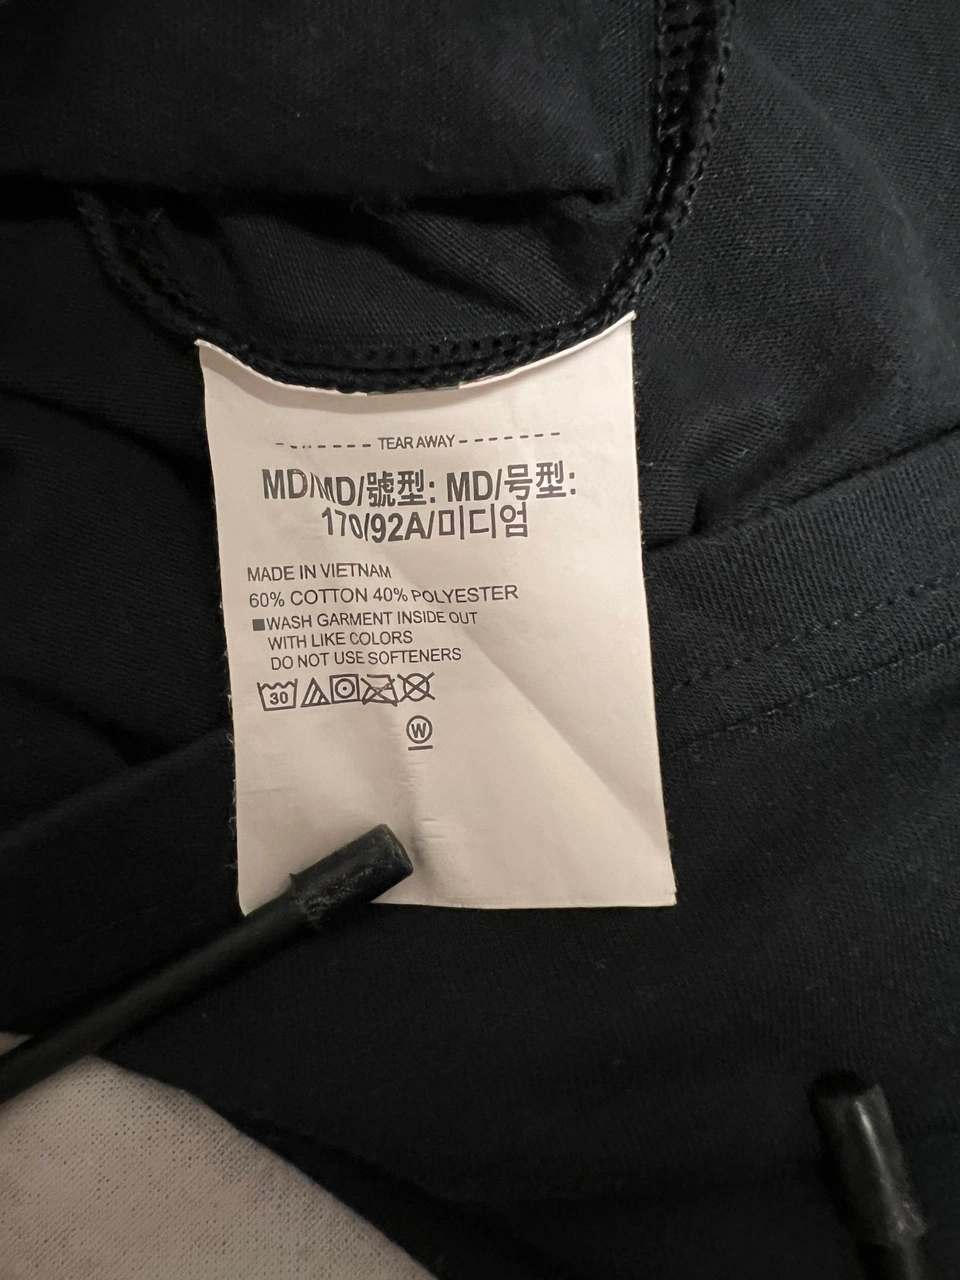 TEAR AWAY
MD/MD/號型: MD/号型:
170/92A/미디엄
MADE IN VIETNAM
60% COTTON 40% POLYESTER
WASH GARMENT INSIDE OUT
WITH LIKE COLORS
DO NOT USE SOFTENERS
30
W